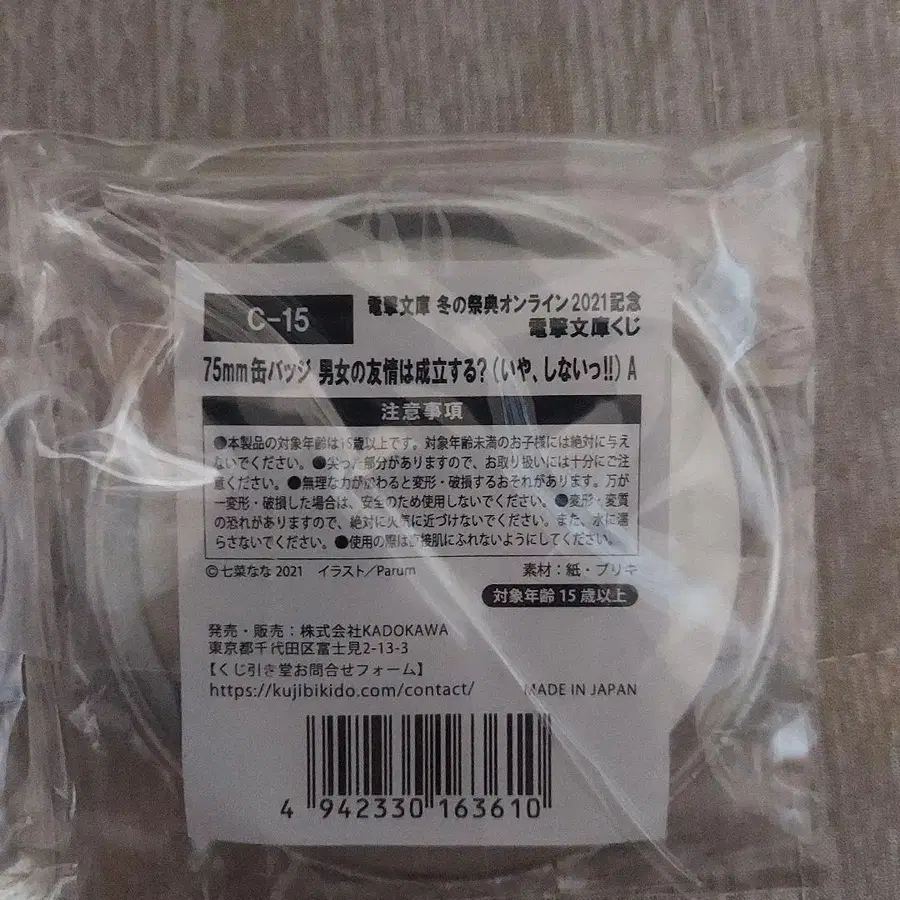 C-15
電撃文庫 冬の祭典オンライン2021記念
電撃文庫くじ
75mm缶バッジ 男女の友情は成立する?(いや、しないっ!!) A
注意事項
●本製品の対象年齢は15歳以上です。対象年齢未満のお子様には絶対に与え
ないでください。●尖った部分がありますので、お取り扱いには十分にご注
意ください。●無理な力が加わると変形・破損するおそれがあります。万が
一変形・破損した場合は、安全のため使用しないでください。●変形・変質
の恐れがありますので、絶対に火気に近づけないでください。また、水に濡
らさないでください。●使用の際は直接肌にふれないようにしてください。
©七菜なな 2021 イラスト/Parum
素材:紙・ブリキ
対象年齢 15 歳以上
発売・販売:株式会社KADOKAWA
東京都千代田区富士見2-13-3
【くじ引き堂お問合せフォーム】
https://kujibikido.com/contact/
MADE IN JAPAN
4 942330 163610